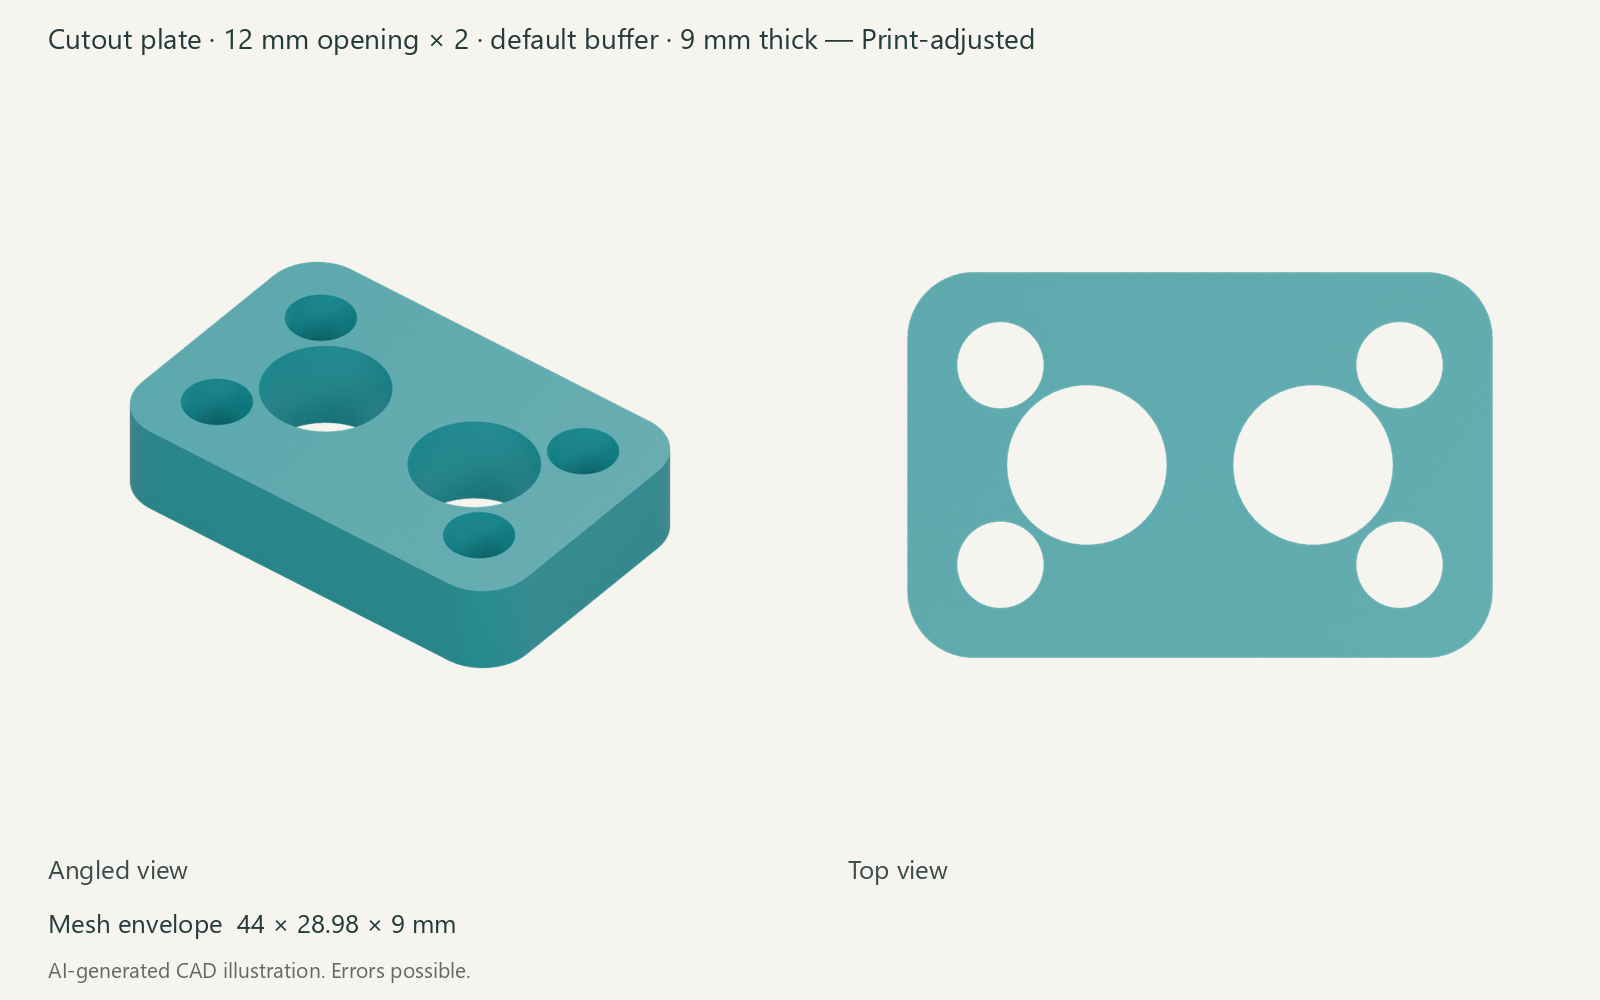 Cutout plate · 12 mm opening × 2 · default buffer · 9 mm thick — Print-adjusted
Angled view
Top view
Mesh envelope 44 × 28.98 × 9 mm
AI-generated CAD illustration. Errors possible.